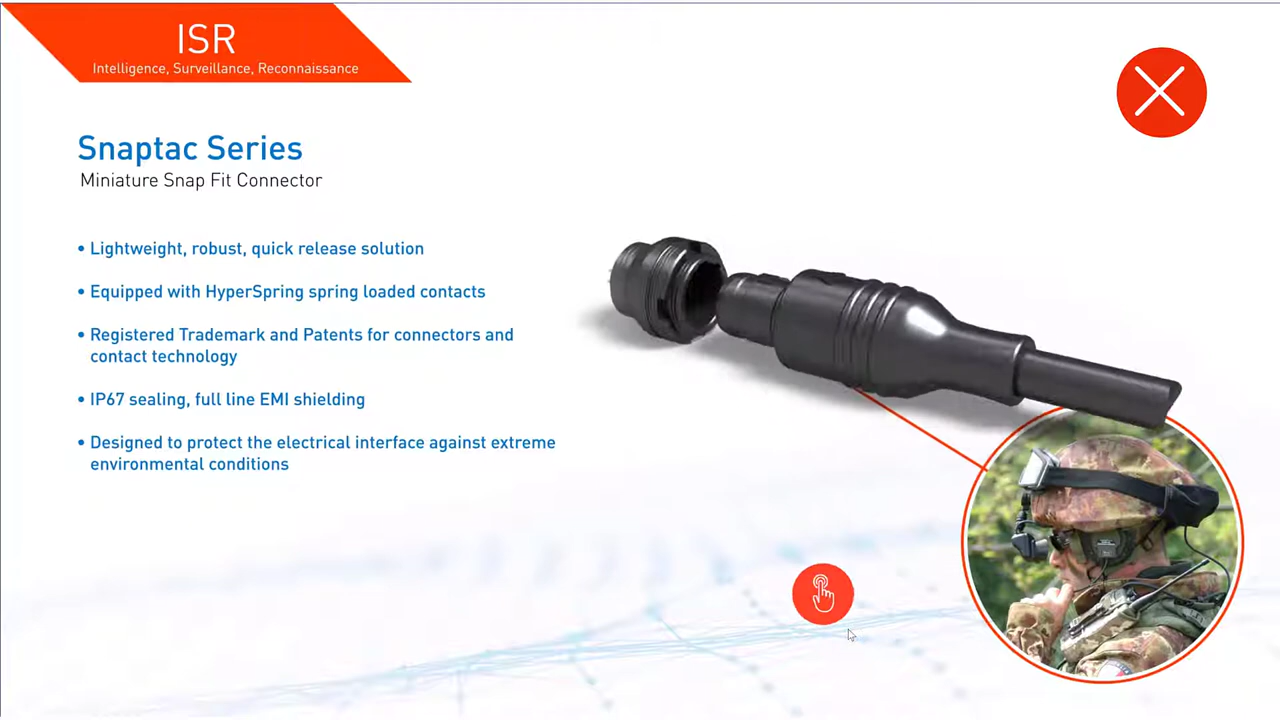 ISR
Intelligence, Surveillance, Reconnaissance
Snaptac Series
Miniature Snap Fit Connector
• Lightweight, robust, quick release solution
• Equipped with HyperSpring spring loaded contacts
• Registered Trademark and Patents for connectors and
contact technology
• IP67 sealing, full line EMI shielding
• Designed to protect the electrical interface against extreme
environmental conditions